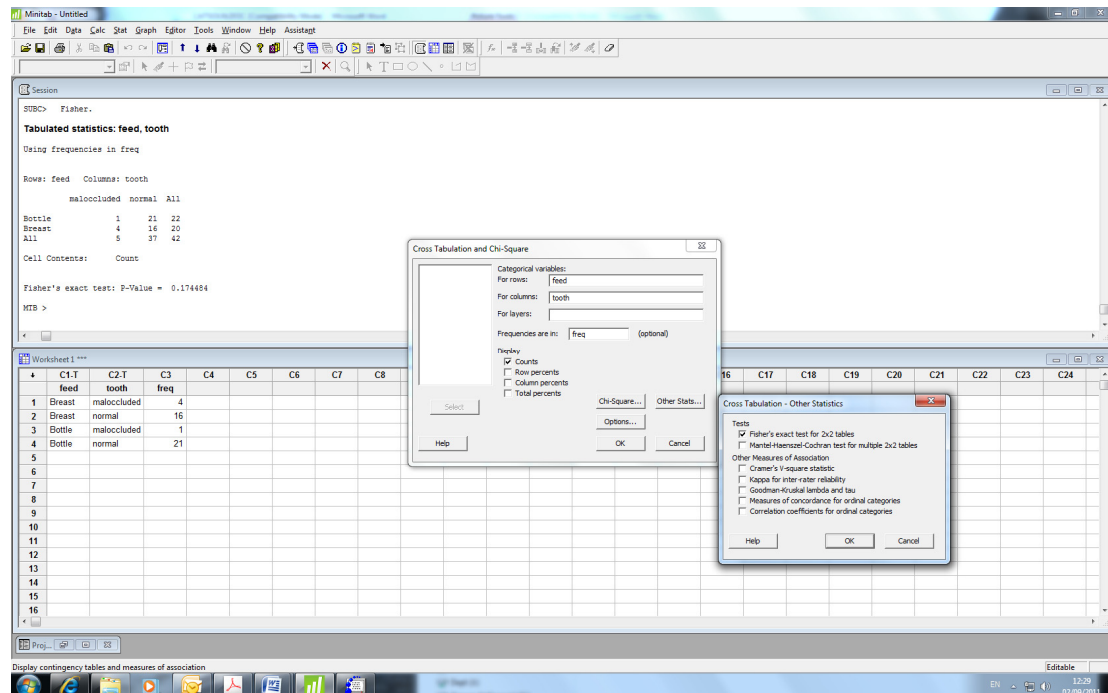 Minitab - Untitled
File Edit Data Calc Stat Graph Editor Tools Window Help Assistant
Session
SUBC> Fisher.
Tabulated statistics: feed, tooth
Using frequencies in freq
Rows: feed Columns: tooth
maloccluded normal All
Bottle 1 21 22
Breast 4 16 20
All 5 37 42
Cell Contents: Count
Fisher's exact test: P-Value = 0.174484
MTB >
Cross Tabulation and Chi-Square
Categorical variables:
For rows: feed
For columns: tooth
For layers:
Frequencies are in: freq (optional)
Display
Counts
Row percents
Column percents
Total percents
Select
Chi-Square... Other Stats...
Options...
Help OK Cancel
Worksheet 1 ***
C1-T C2-T C3 C4 C5 C6 C7 C8 16 C17 C18 C19 C20 C21 C22 C23 C24
feed tooth freq
1 Breast maloccluded 4
2 Breast normal 16
3 Bottle maloccluded 1
4 Bottle normal 21
5
6
7
8
9
10
11
12
13
14
15
16
Cross Tabulation - Other Statistics
Tests
Fisher's exact test for 2x2 tables
Mantel-Haenszel-Cochran test for multiple 2x2 tables
Other Measures of Association
Cramer's V-square statistic
Kappa for inter-rater reliability
Goodman-Kruskal lambda and tau
Measures of concordance for ordinal categories
Correlation coefficients for ordinal categories
Help OK Cancel
Proj...
Display contingency tables and measures of association
Editable
EN 12:29
02/09/2011